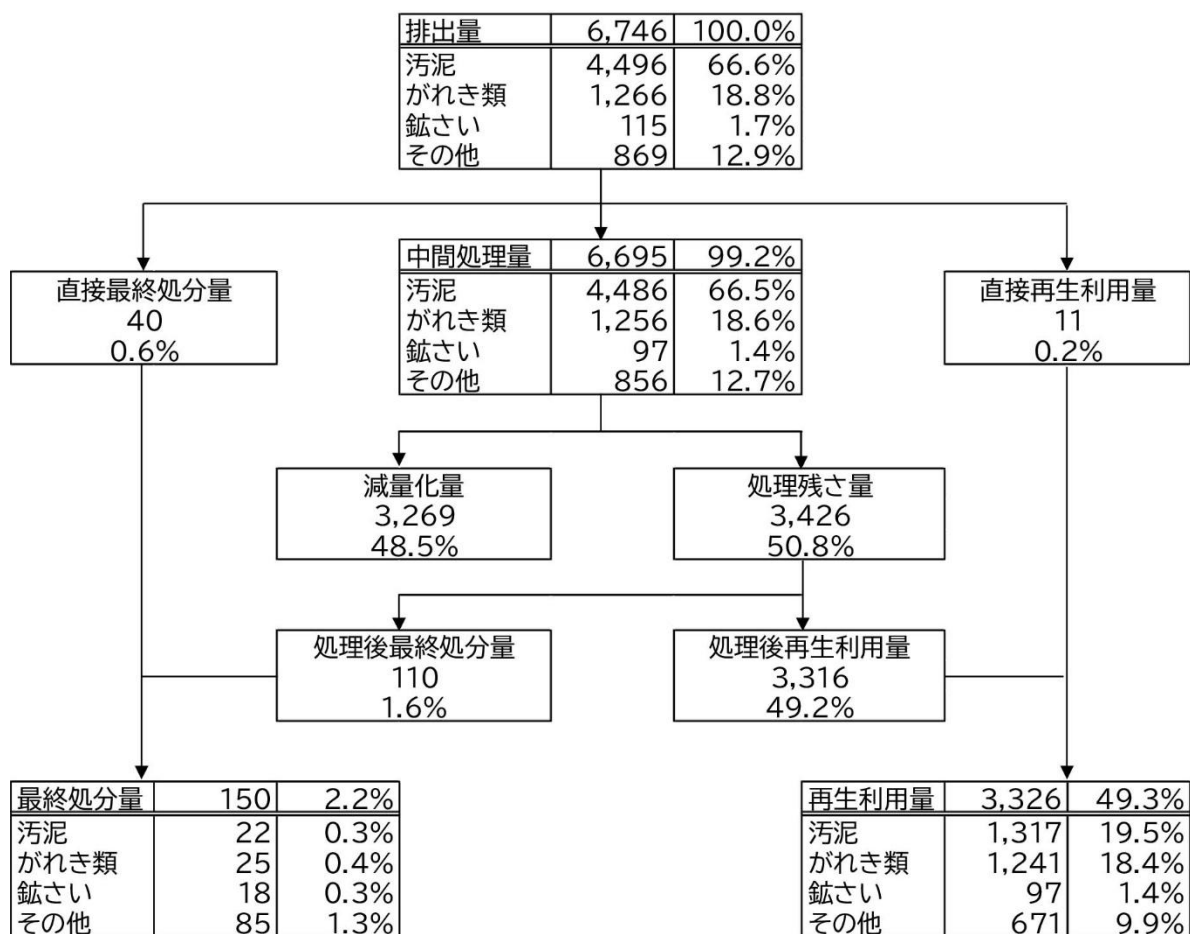 排出量 6,746 100.0%
汚泥 4,496 66.6%
がれき類 1,266 18.8%
鉱さい 115 1.7%
その他 869 12.9%
中間処理量 6,695 99.2%
汚泥 4,486 66.5%
がれき類 1,256 18.6%
鉱さい 97 1.4%
その他 856 12.7%
直接最終処分量
40
0.6%
直接再生利用量
11
0.2%
減量化量
3,269
48.5%
処理残さ量
3,426
50.8%
処理後最終処分量
110
1.6%
処理後再生利用量
3,316
49.2%
最終処分量 150 2.2%
汚泥 22 0.3%
がれき類 25 0.4%
鉱さい 18 0.3%
その他 85 1.3%
再生利用量 3,326 49.3%
汚泥 1,317 19.5%
がれき類 1,241 18.4%
鉱さい 97 1.4%
その他 671 9.9%